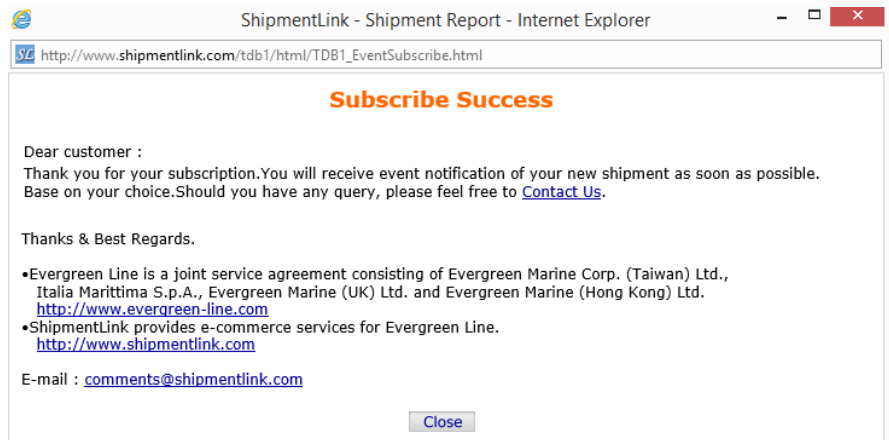 ShipmentLink - Shipment Report - Internet Explorer
SL http://www.shipmentlink.com/tdb1/html/TDB1_EventSubscribe.html
Subscribe Success
Dear customer :
Thank you for your subscription.You will receive event notification of your new shipment as soon as possible.
Base on your choice.Should you have any query, please feel free to Contact Us.
Thanks & Best Regards.
•Evergreen Line is a joint service agreement consisting of Evergreen Marine Corp. (Taiwan) Ltd.,
Italia Marittima S.p.A., Evergreen Marine (UK) Ltd. and Evergreen Marine (Hong Kong) Ltd.
http://www.evergreen-line.com
•ShipmentLink provides e-commerce services for Evergreen Line.
http://www.shipmentlink.com
E-mail : comments@shipmentlink.com
Close